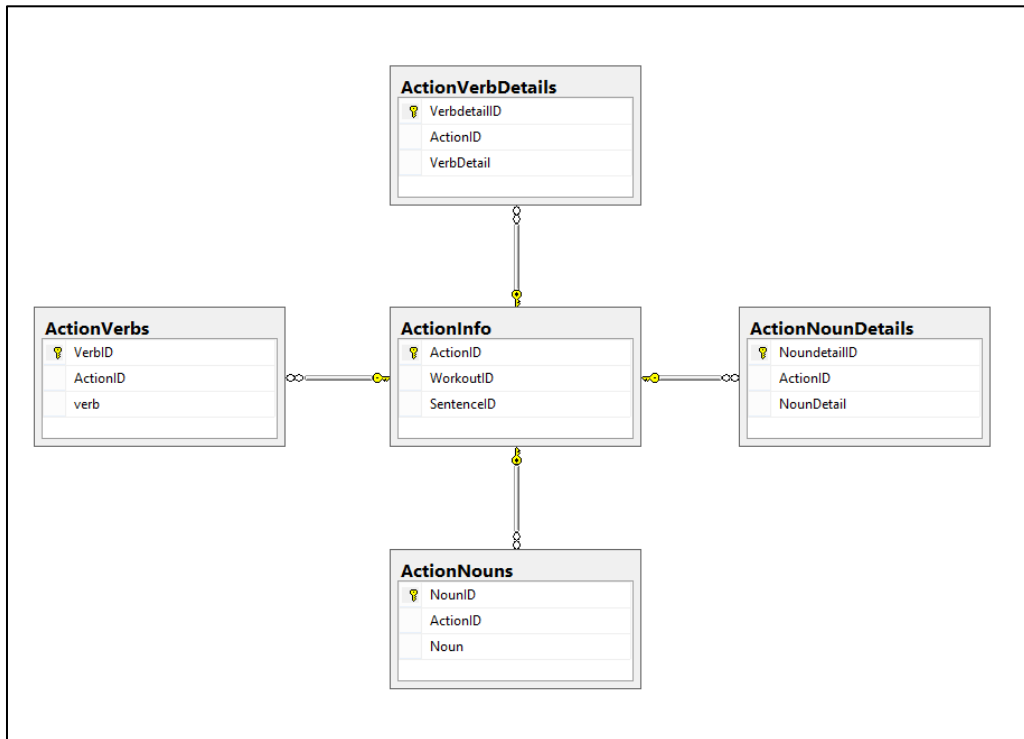 ActionVerbDetails
VerbdetailID
ActionID
VerbDetail
ActionVerbs
VerbID
ActionID
verb
ActionInfo
ActionID
WorkoutID
SentenceID
ActionNounDetails
NoundetailID
ActionID
NounDetail
ActionNouns
NounID
ActionID
Noun